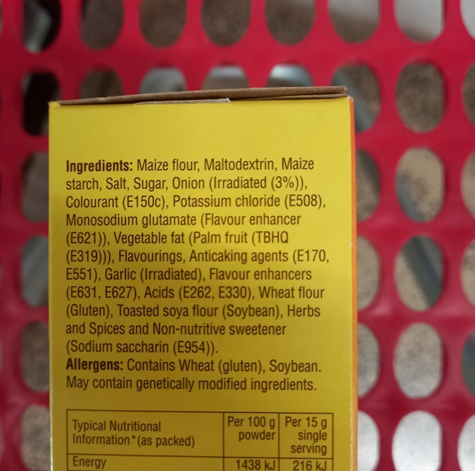 Ingredients: Maize flour, Maltodextrin, Maize
starch, Salt, Sugar, Onion (Irradiated (3%)),
Colourant (E150c), Potassium chloride (E508),
Monosodium glutamate (Flavour enhancer
(E621)), Vegetable fat (Palm fruit (TBHQ
(E319))), Flavourings, Anticaking agents (E170,
E551), Garlic (Irradiated), Flavour enhancers
(E631, E627), Acids (E262, E330), Wheat flour
(Gluten), Toasted soya flour (Soybean), Herbs
and Spices and Non-nutritive sweetener
(Sodium saccharin (E954)).
Allergens: Contains Wheat (gluten), Soybean.
May contain genetically modified ingredients.
Typical Nutritional Information*(as packed)
Per 100 g powder
Per 15 g single serving
Energy 1438 kJ 216 kJ